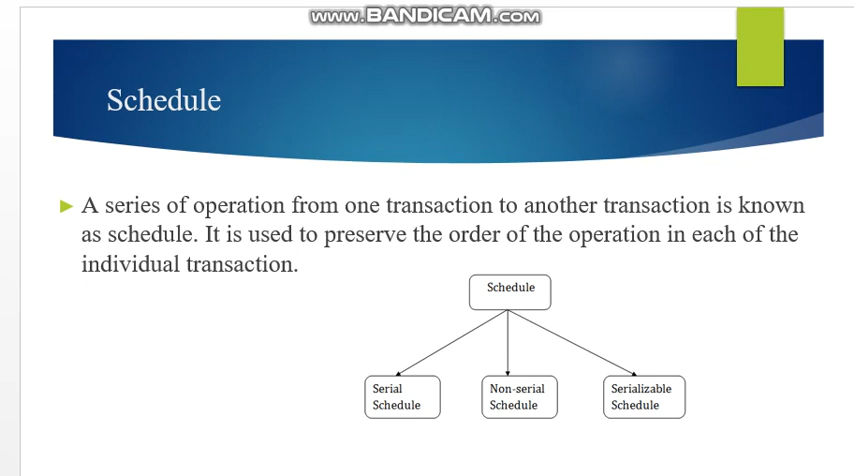 www.BANDICAM.com
Schedule
A series of operation from one transaction to another transaction is known
as schedule. It is used to preserve the order of the operation in each of the
individual transaction.
Schedule
Serial
Schedule
Non-serial
Schedule
Serializable
Schedule